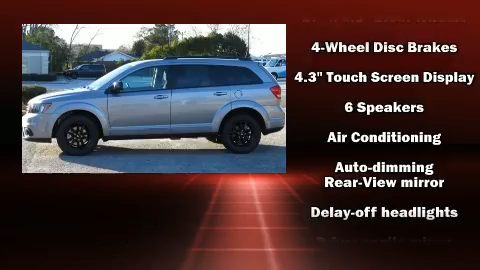 4-Wheel Disc Brakes
4.3" Touch Screen Display
6 Speakers
Air Conditioning
Auto-dimming
Rear-View mirror
Delay-off headlights